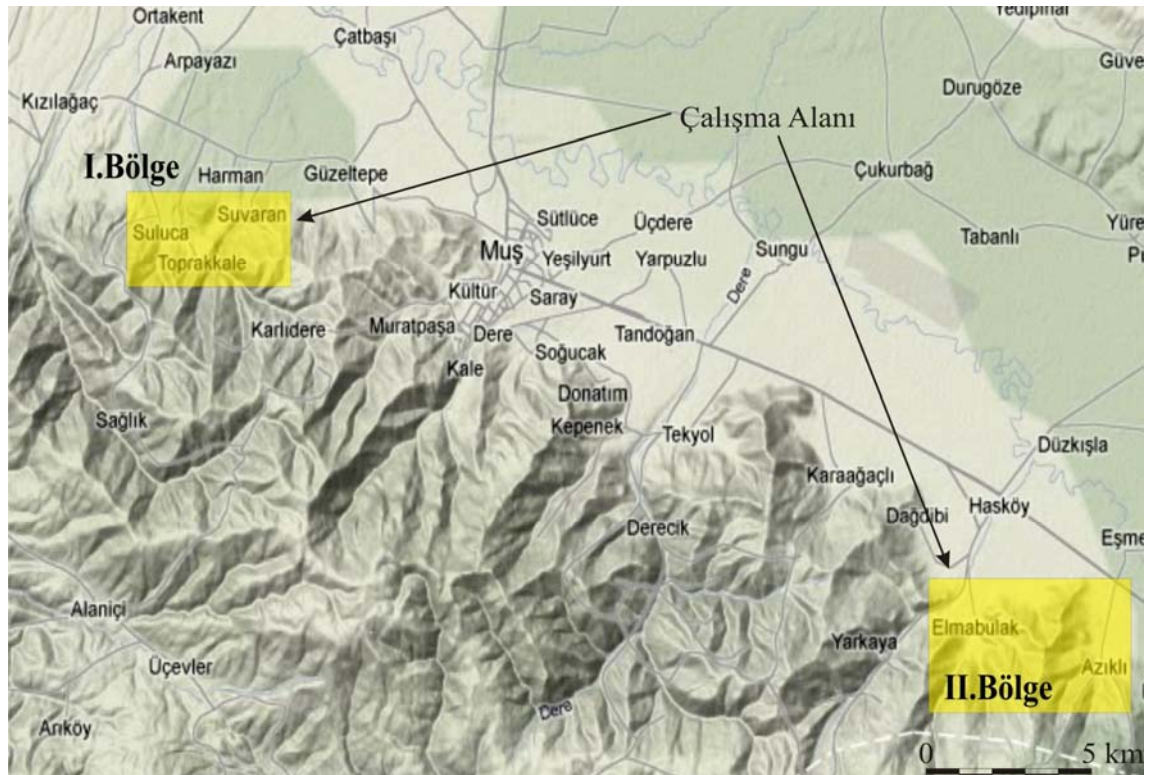 Ortakent
Yedipınar
Çatbaşı
Arpayazı
Güve
Durugöze
Kızılağaç
Çalışma Alanı
I.Bölge
Harman
Güzeltepe
Çukurbağ
Suvaran
Sütlüce
Üçdere
Yüre
Suluca
Tabanlı
Muş
Sungu
Toprakkale
Yeşilyurt
Yarpuzlu
Pu
Kültür
Saray
Dere
Karlıdere
Muratpaşa
Dere
Tandoğan
Soğucak
Kale
Donatım
Sağlık
Kepenek
Tekyol
Düzkışla
Karaağaçlı
Dağdibi
Hasköy
Derecik
Eşme
Alaniçi
Elmabulak
Yarkaya
Üçevler
Azıklı
II.Bölge
Dere
Arıköy
0 5 km